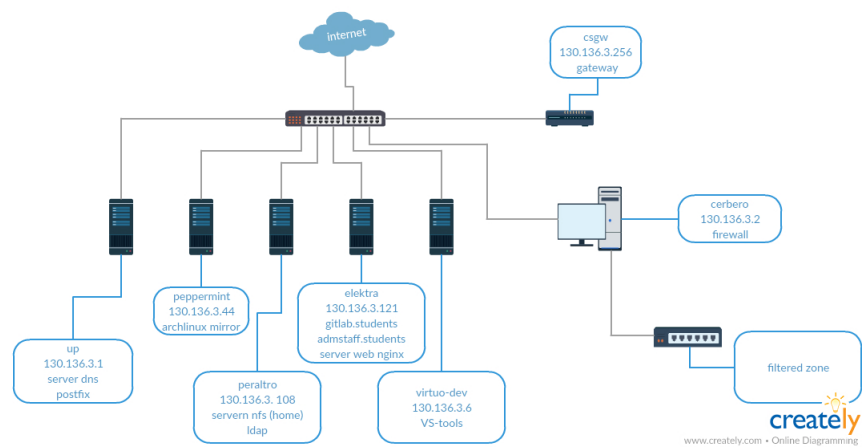 internet
csgw
130.136.3.256
gateway
cerbero
130.136.3.2
firewall
peppermint
130.136.3.44
archlinux mirror
elektra
130.136.3.121
gitlab.students
admstaff.students
server web nginx
up
130.136.3.1
server dns
postfix
peraltro
130.136.3. 108
servern nfs (home)
ldap
virtuo-dev
130.136.3.6
VS-tools
filtered zone
creately
www.creately.com • Online Diagramming